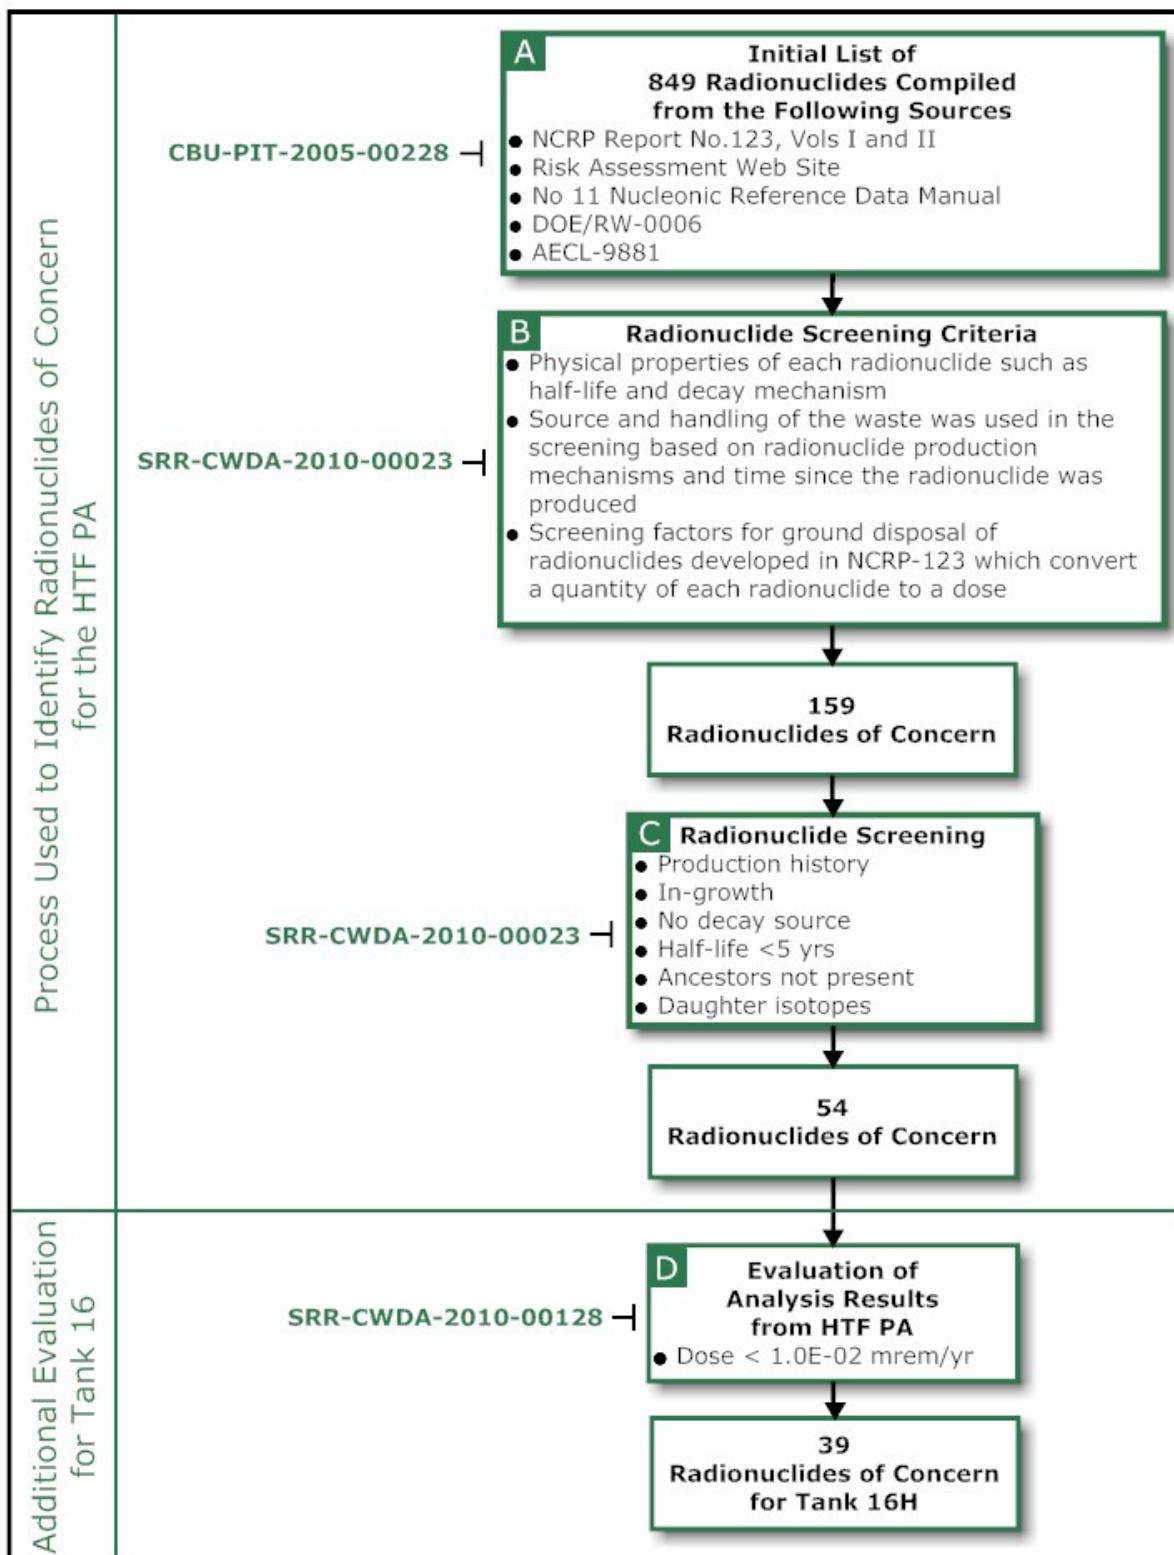 Process Used to Identify Radionuclides of Concern
for the HTF PA
A
Initial List of
849 Radionuclides Compiled
from the Following Sources
● NCRP Report No.123, Vols I and II
● Risk Assessment Web Site
● No 11 Nucleonic Reference Data Manual
● DOE/RW-0006
● AECL-9881
CBU-PIT-2005-00228
B
Radionuclide Screening Criteria
● Physical properties of each radionuclide such as
half-life and decay mechanism
● Source and handling of the waste was used in the
screening based on radionuclide production
mechanisms and time since the radionuclide was
produced
● Screening factors for ground disposal of
radionuclides developed in NCRP-123 which convert
a quantity of each radionuclide to a dose
SRR-CWDA-2010-00023
159
Radionuclides of Concern
C
Radionuclide Screening
● Production history
● In-growth
● No decay source
● Half-life <5 yrs
● Ancestors not present
● Daughter isotopes
SRR-CWDA-2010-00023
54
Radionuclides of Concern
Additional Evaluation
for Tank 16
D
Evaluation of
Analysis Results
from HTF PA
● Dose < 1.0E-02 mrem/yr
SRR-CWDA-2010-00128
39
Radionuclides of Concern
for Tank 16H